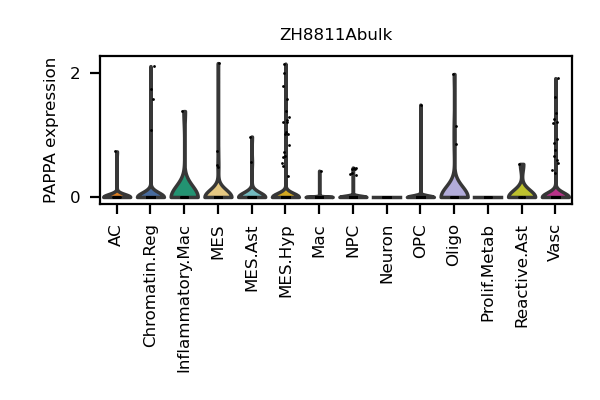 ZH8811Abulk
PAPPA expression
2
0
AC
Chromatin.Reg
Inflammatory.Mac
MES
MES.Ast
MES.Hyp
Mac
NPC
Neuron
OPC
Oligo
Prolif.Metab
Reactive.Ast
Vasc